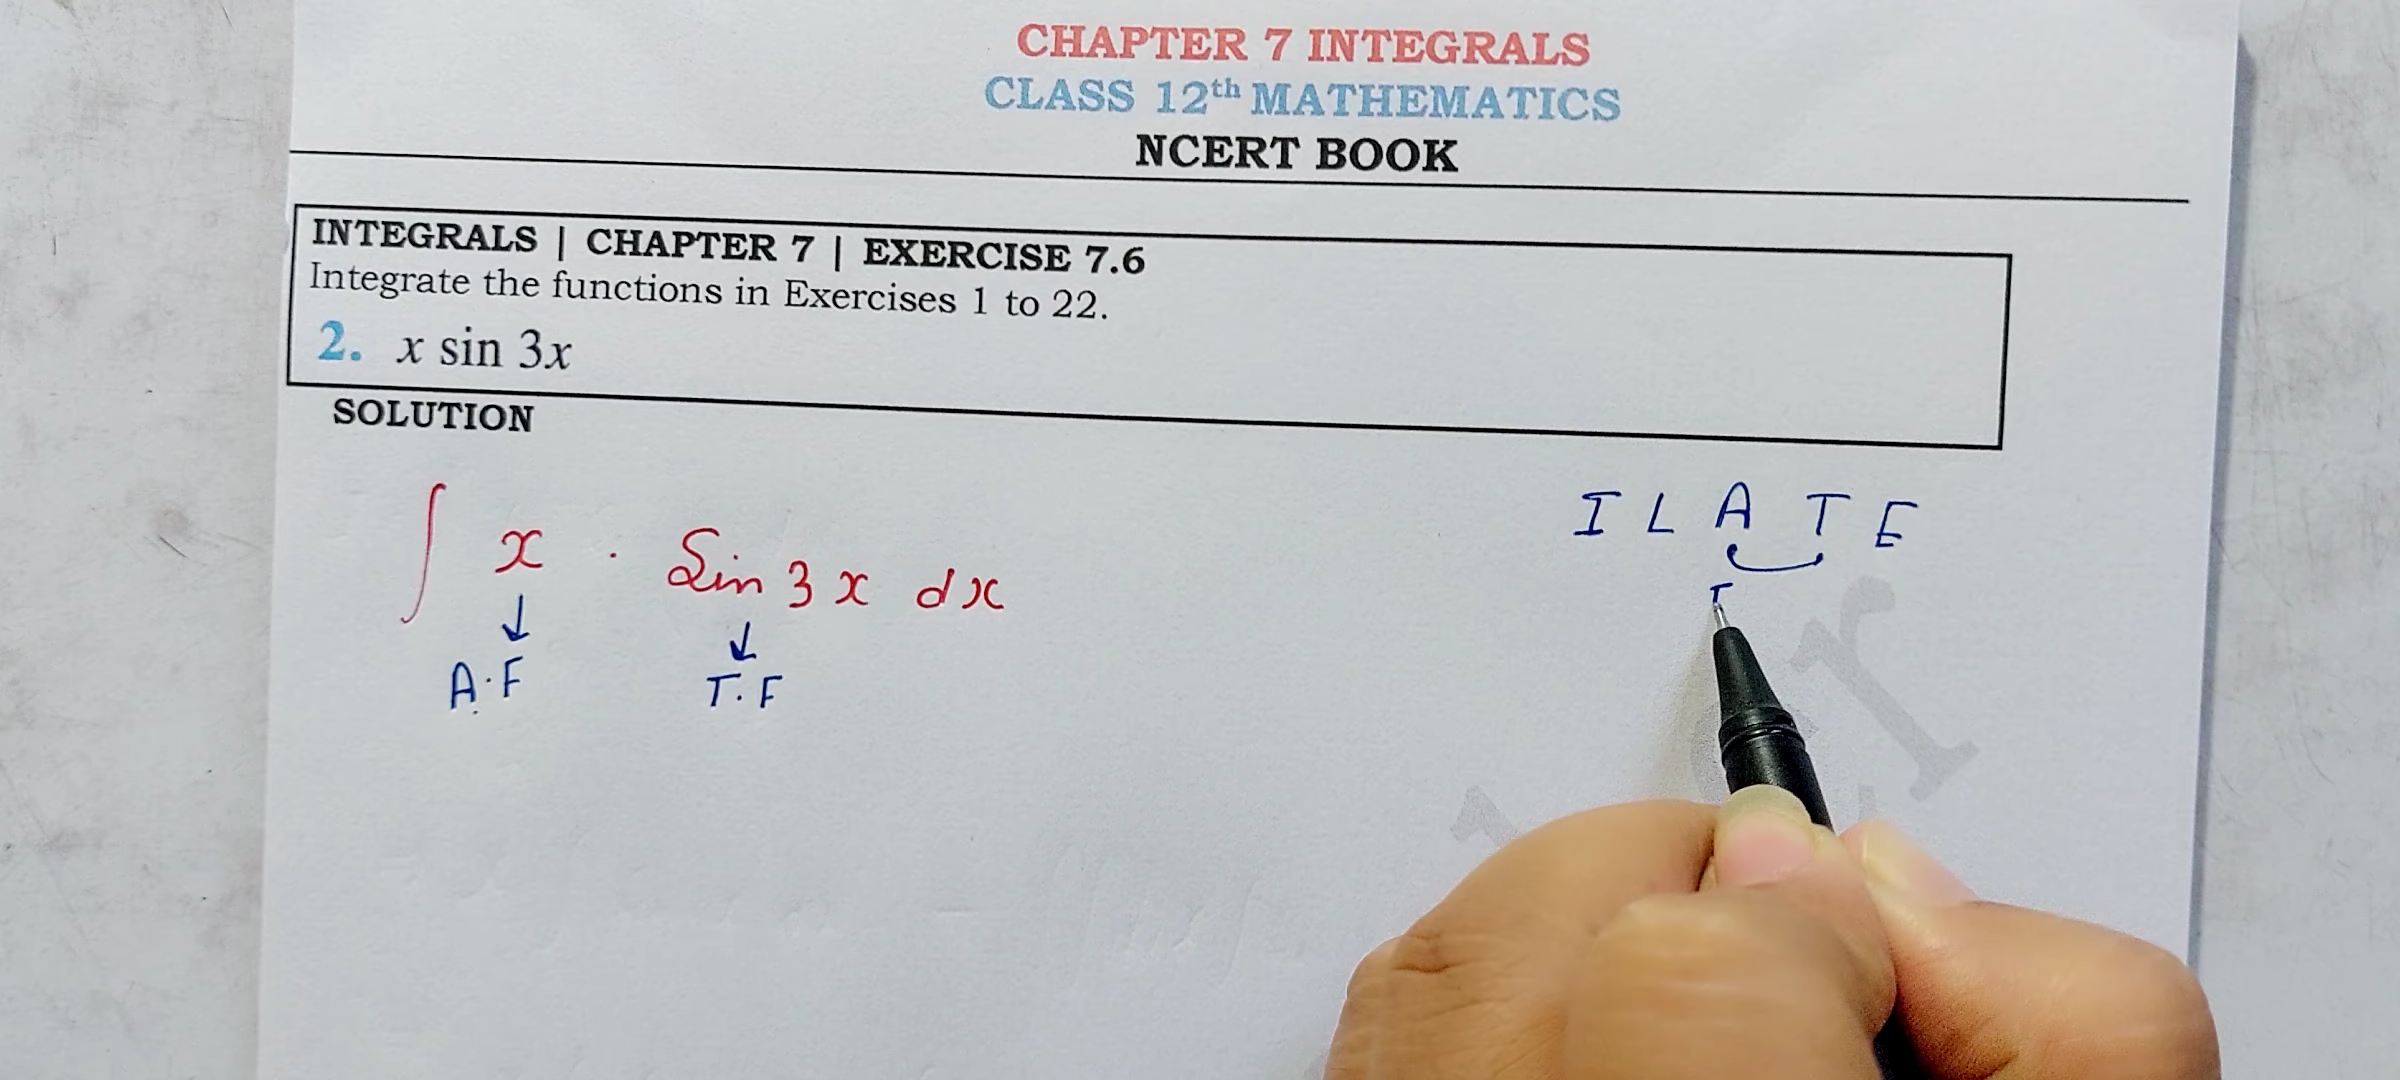 CHAPTER 7 INTEGRALS
CLASS 12th MATHEMATICS
NCERT BOOK
INTEGRALS | CHAPTER 7 | EXERCISE 7.6
Integrate the functions in Exercises 1 to 22.
2. x sin 3x
SOLUTION
I L A T E
∫ x · Sin 3x dx
↓ ↓
A.F T.F